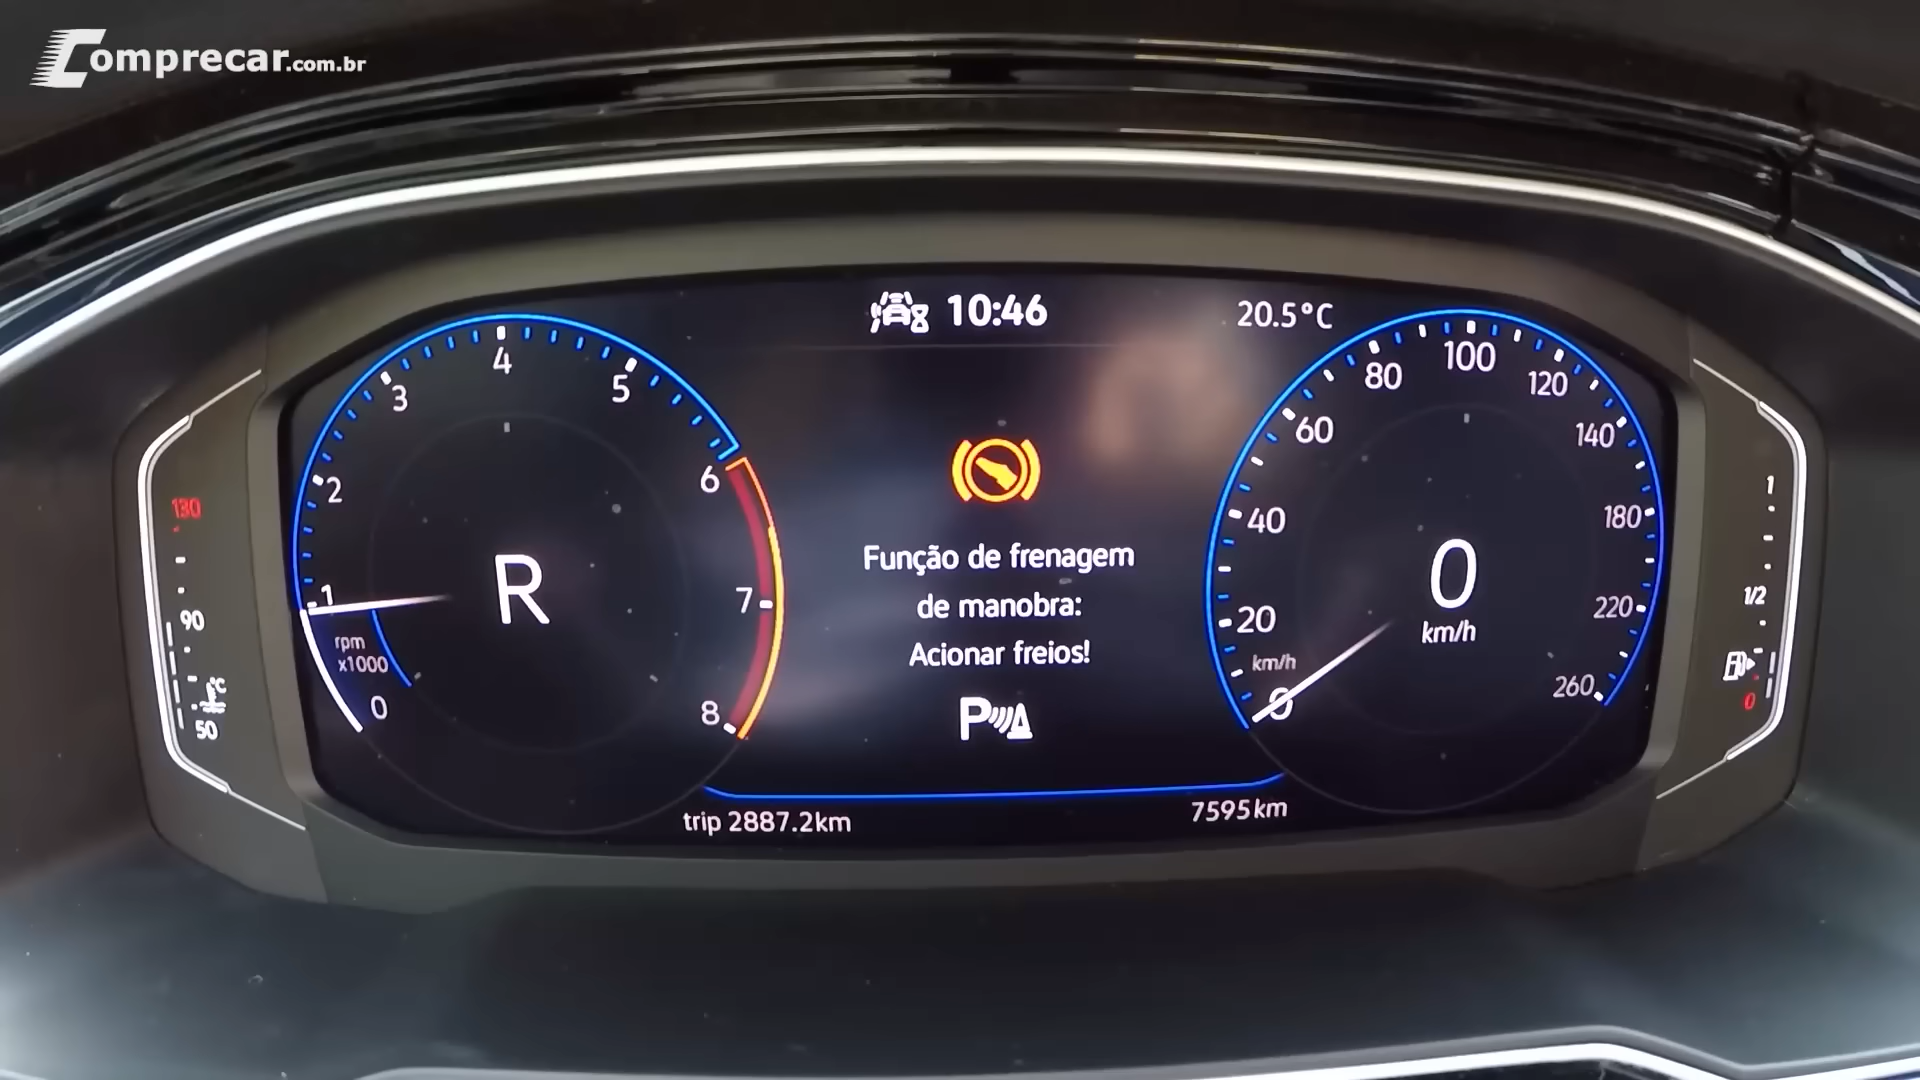 Comprecar.com.br
10:46
20.5°C
130
90
°C
50
0
1
2
3
4
5
6
7
8
rpm
x1000
R
Função de frenagem
de manobra:
Acionar freios!
P
0
20
40
60
80
100
120
140
180
220
260
km/h
0
km/h
1
1/2
0
trip 2887.2km
7595km